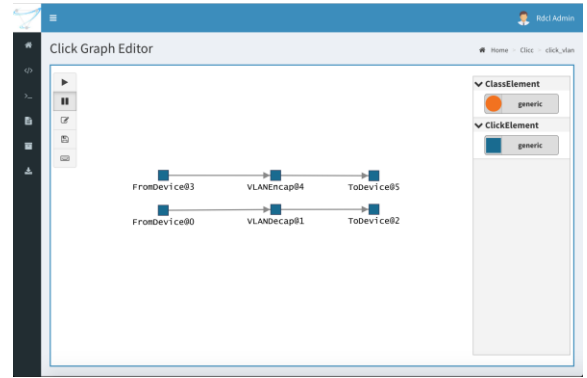 Rdcl Admin
Click Graph Editor
Home
click_vlan
ClassElement
generic
ClickElement
generic
FromDevice@3 VLANEncap@4 ToDevice@5
FromDevice@0 VLANDecap@1 ToDevice@2